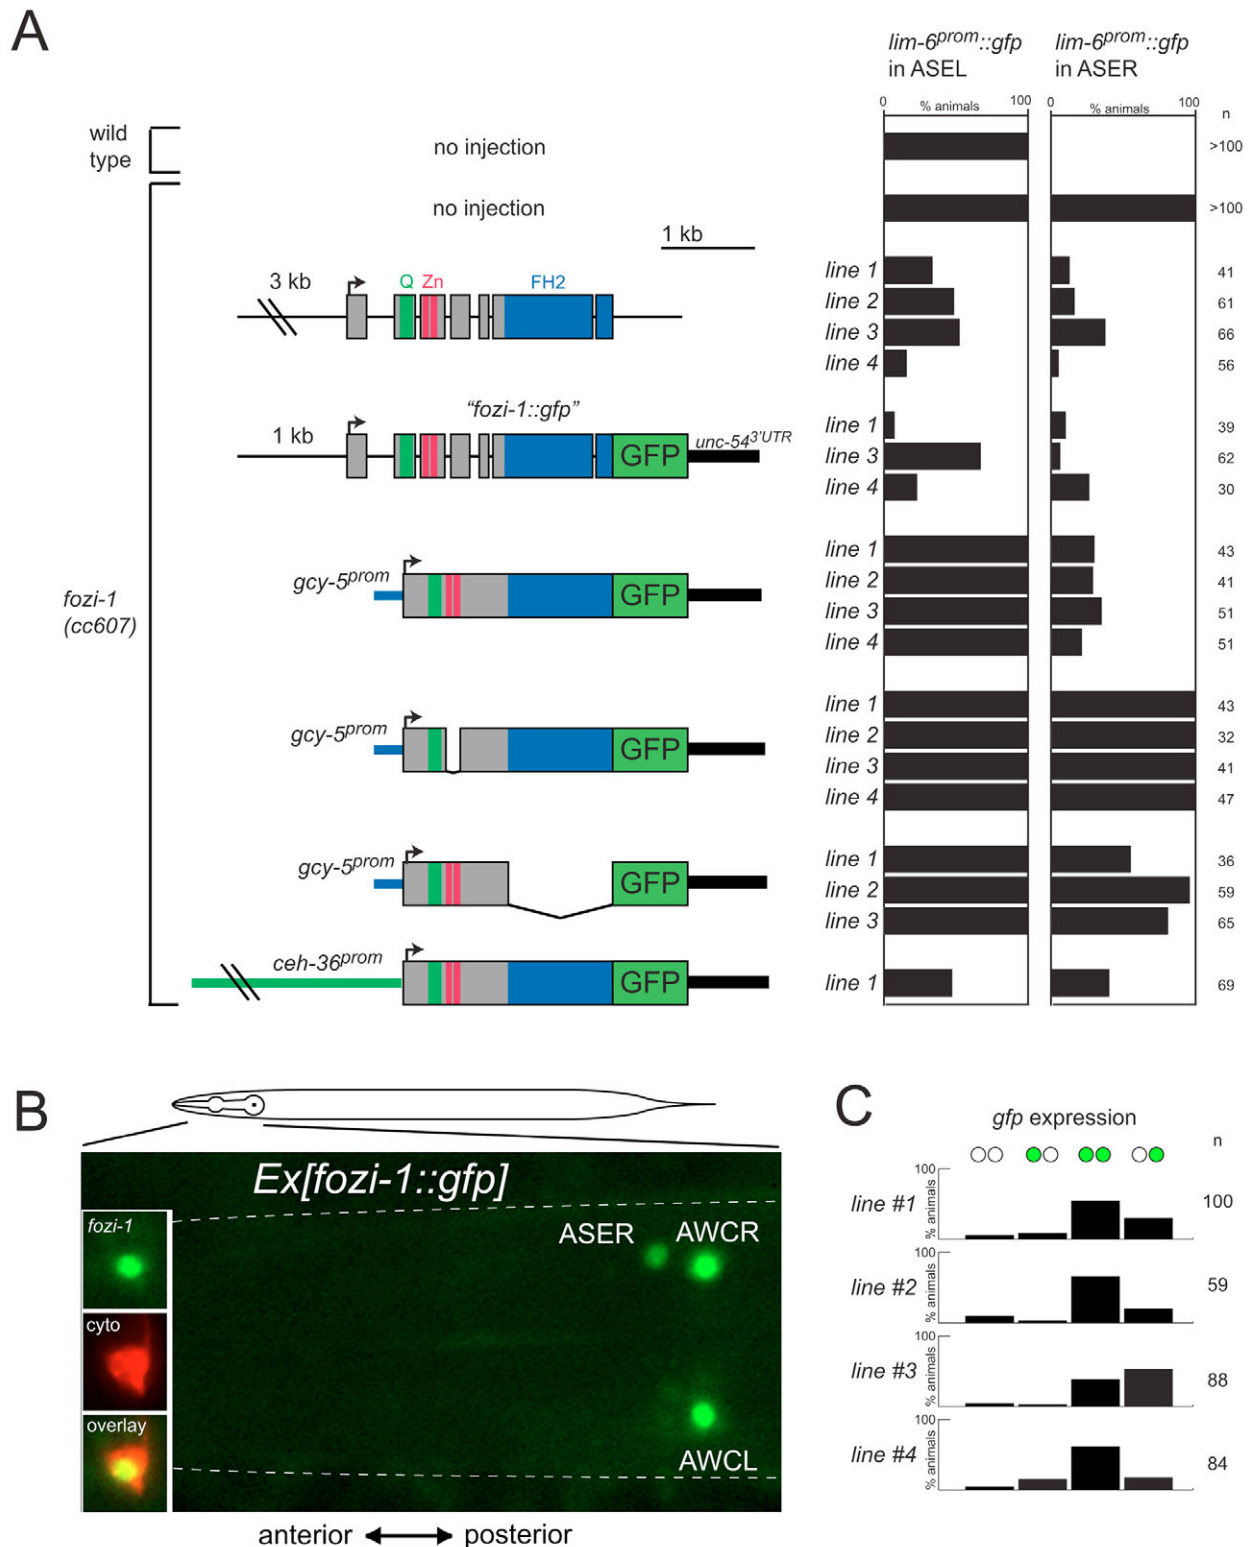 A
lim-6prom::gfp in ASEL
lim-6prom::gfp in ASER
0 % animals 100
0 % animals 100
n
wild type
no injection
>100
no injection
>100
1 kb
3 kb
Q Zn FH2
line 1 41
line 2 61
line 3 66
line 4 56
"fozi-1::gfp"
1 kb
GFP
unc-54 3'UTR
line 1 39
line 3 62
line 4 30
fozi-1 (cc607)
gcy-5prom
GFP
line 1 43
line 2 41
line 3 51
line 4 51
gcy-5prom
GFP
line 1 43
line 2 32
line 3 41
line 4 47
gcy-5prom
GFP
line 1 36
line 2 59
line 3 65
ceh-36prom
GFP
line 1 69
B
Ex[fozi-1::gfp]
fozi-1
cyto
overlay
ASER AWCR
AWCL
anterior posterior
C
gfp expression
n
line #1
100
% animals
100
line #2
100
% animals
59
line #3
100
% animals
88
line #4
100
% animals
84